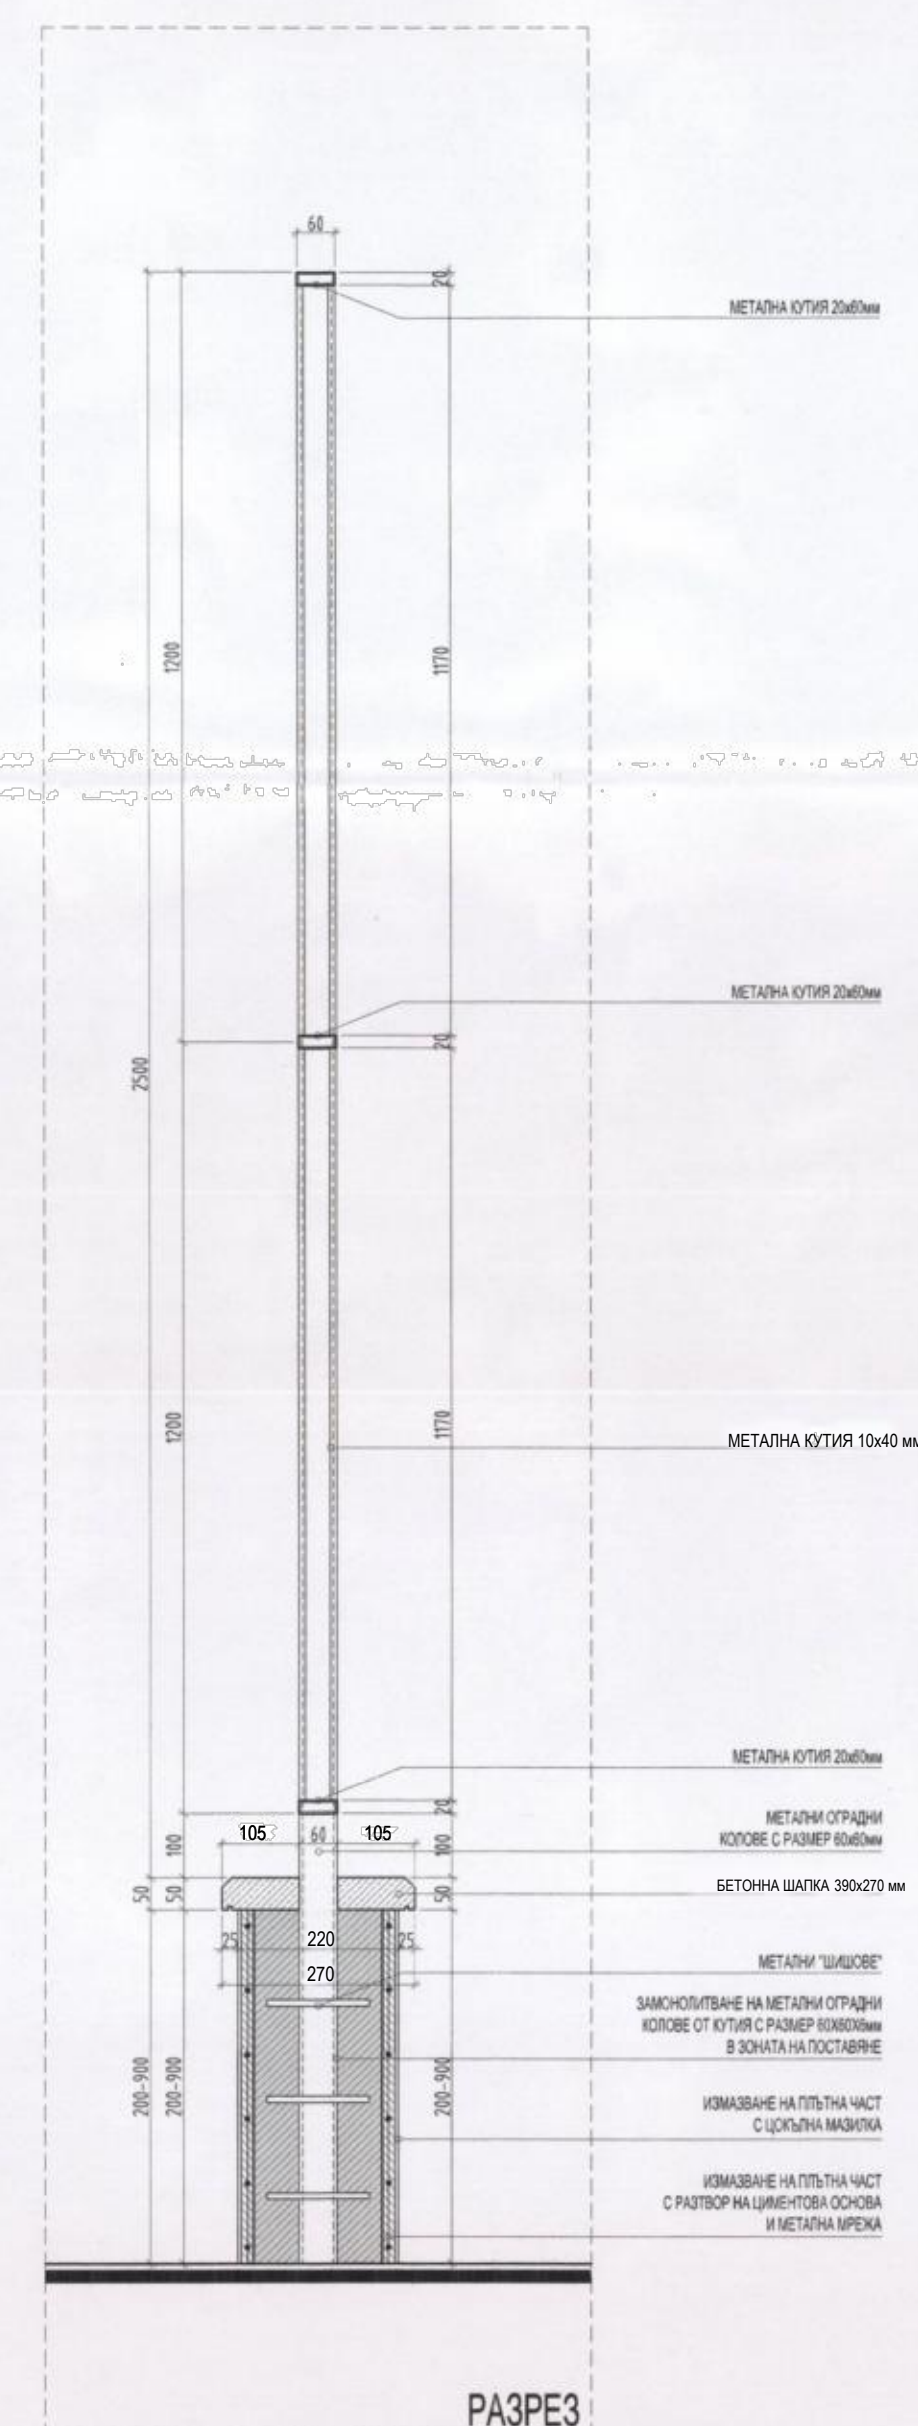 60
20
МЕТАЛНА КУТИЯ 20х60мм
1200
1170
МЕТАЛНА КУТИЯ 20х60мм
20
2500
1200
1170
МЕТАЛНА КУТИЯ 10х40 мм
МЕТАЛНА КУТИЯ 20х60мм
20
МЕТАЛНИ ОГРАДНИ
КОЛОВЕ С РАЗМЕР 60х60мм
105 60 105
100
100
БЕТОННА ШАПКА 390х270 мм
50
50
50
25 220 25
270
МЕТАЛНИ "ШИШОВЕ"
ЗАМОНОЛИТВАНЕ НА МЕТАЛНИ ОГРАДНИ
КОЛОВЕ ОТ КУТИЯ С РАЗМЕР 60Х60Х6мм
В ЗОНАТА НА ПОСТАВЯНЕ
200-900
200-900
200-900
ИЗМАЗВАНЕ НА ПЛЪТНА ЧАСТ
С ЦОКЪЛНА МАЗИЛКА
ИЗМАЗВАНЕ НА ПЛЪТНА ЧАСТ
С РАЗТВОР НА ЦИМЕНТОВА ОСНОВА
И МЕТАЛНА МРЕЖА
РАЗРЕЗ